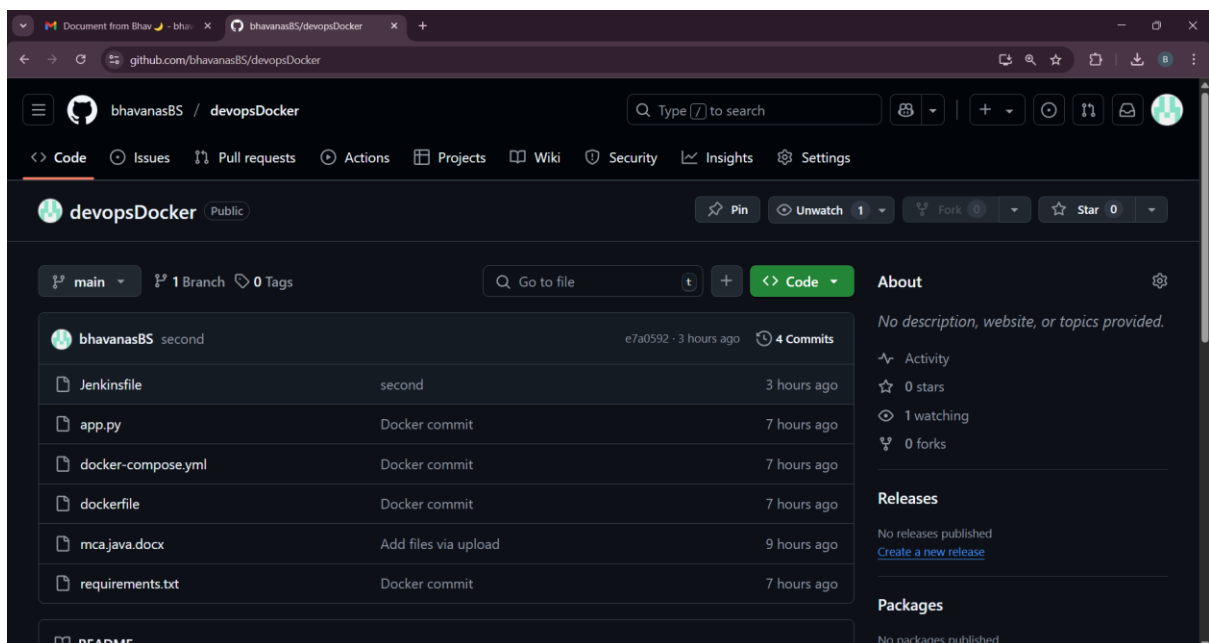 Document from Bhav🌙 - bhav
bhavanasBS/devopsDocker
github.com/bhavanasBS/devopsDocker
B
bhavanasBS / devopsDocker
Type / to search
Code
Issues
Pull requests
Actions
Projects
Wiki
Security
Insights
Settings
devopsDocker Public
Pin
Unwatch 1
Fork 0
Star 0
main
1 Branch
0 Tags
Go to file t
Code
bhavanasBS second e7a0592 · 3 hours ago 4 Commits
Jenkinsfile second 3 hours ago
app.py Docker commit 7 hours ago
docker-compose.yml Docker commit 7 hours ago
dockerfile Docker commit 7 hours ago
mca.java.docx Add files via upload 9 hours ago
requirements.txt Docker commit 7 hours ago
README
About
No description, website, or topics provided.
Activity
0 stars
1 watching
0 forks
Releases
No releases published
Create a new release
Packages
No packages published